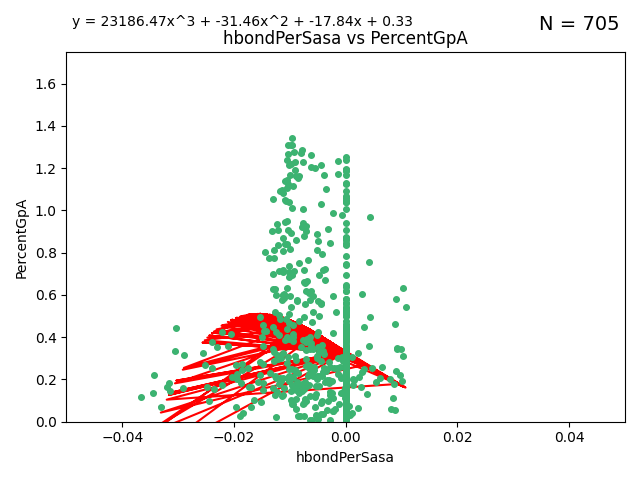 y = 23186.47x^3 + -31.46x^2 + -17.84x + 0.33
N = 705
hbondPerSasa vs PercentGpA
1.6
1.4
1.2
1.0
0.8
0.6
0.4
0.2
0.0
PercentGpA
−0.04 −0.02 0.00 0.02 0.04
hbondPerSasa